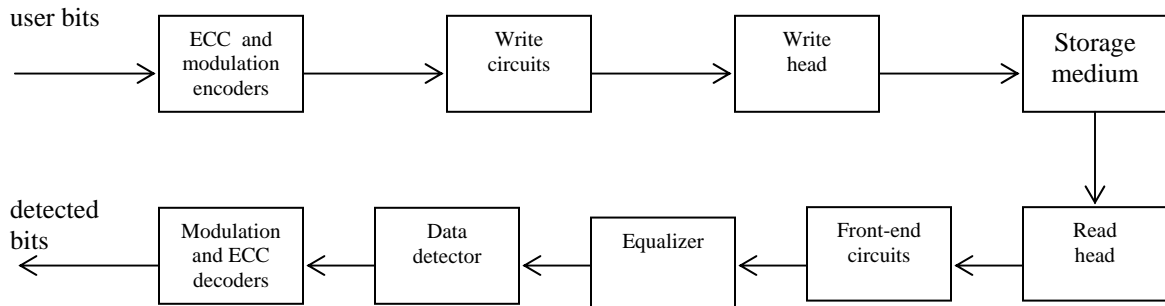 user bits
ECC and
modulation
encoders
Write
circuits
Write
head
Storage
medium
detected
bits
Modulation
and ECC
decoders
Data
detector
Equalizer
Front-end
circuits
Read
head